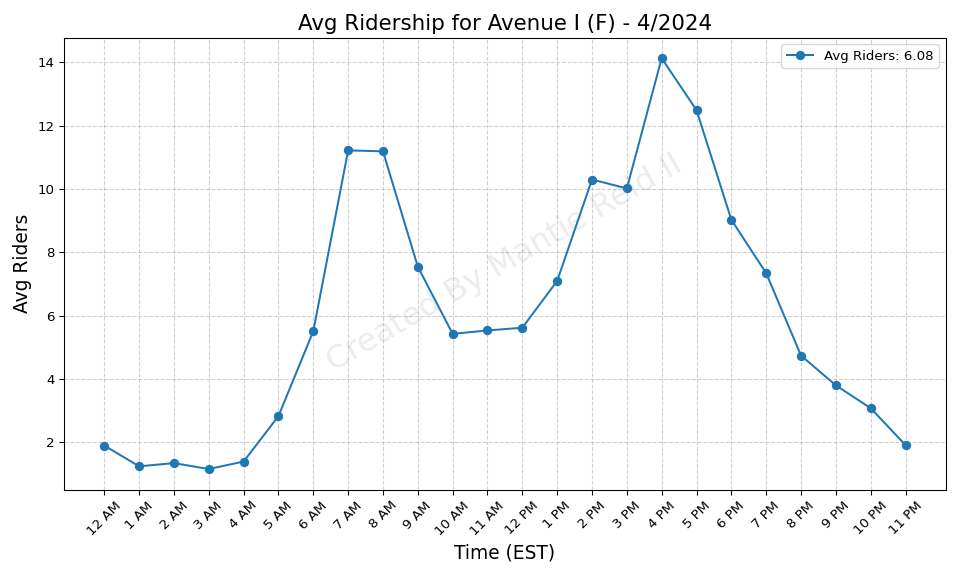 Avg Ridership for Avenue I (F) - 4/2024
Avg Riders: 6.08
14
12
10
8
6
4
2
Avg Riders
Created By Mantie Reid II
12 AM
1 AM
2 AM
3 AM
4 AM
5 AM
6 AM
7 AM
8 AM
9 AM
10 AM
11 AM
12 PM
1 PM
2 PM
3 PM
4 PM
5 PM
6 PM
7 PM
8 PM
9 PM
10 PM
11 PM
Time (EST)